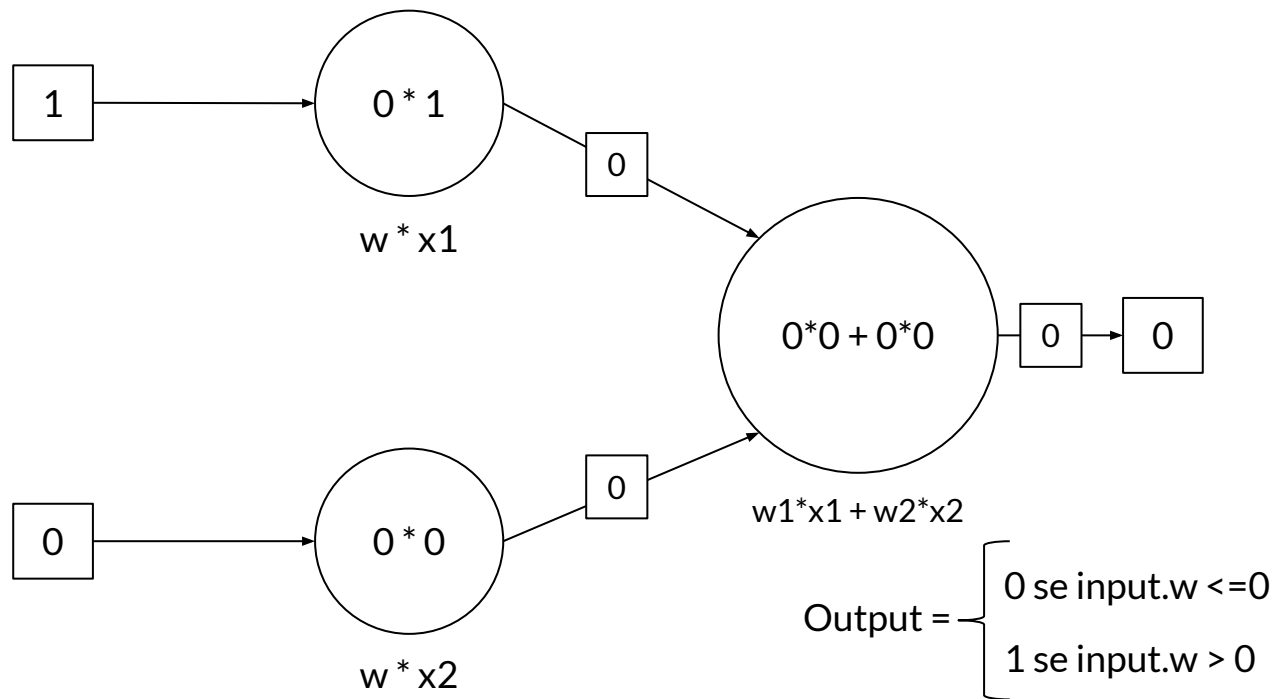 1
0 * 1
0
w * x1
0*0 + 0*0
0
0
0
0 * 0
0
w1*x1 + w2*x2
w * x2
Output =
0 se input.w <=0
1 se input.w > 0